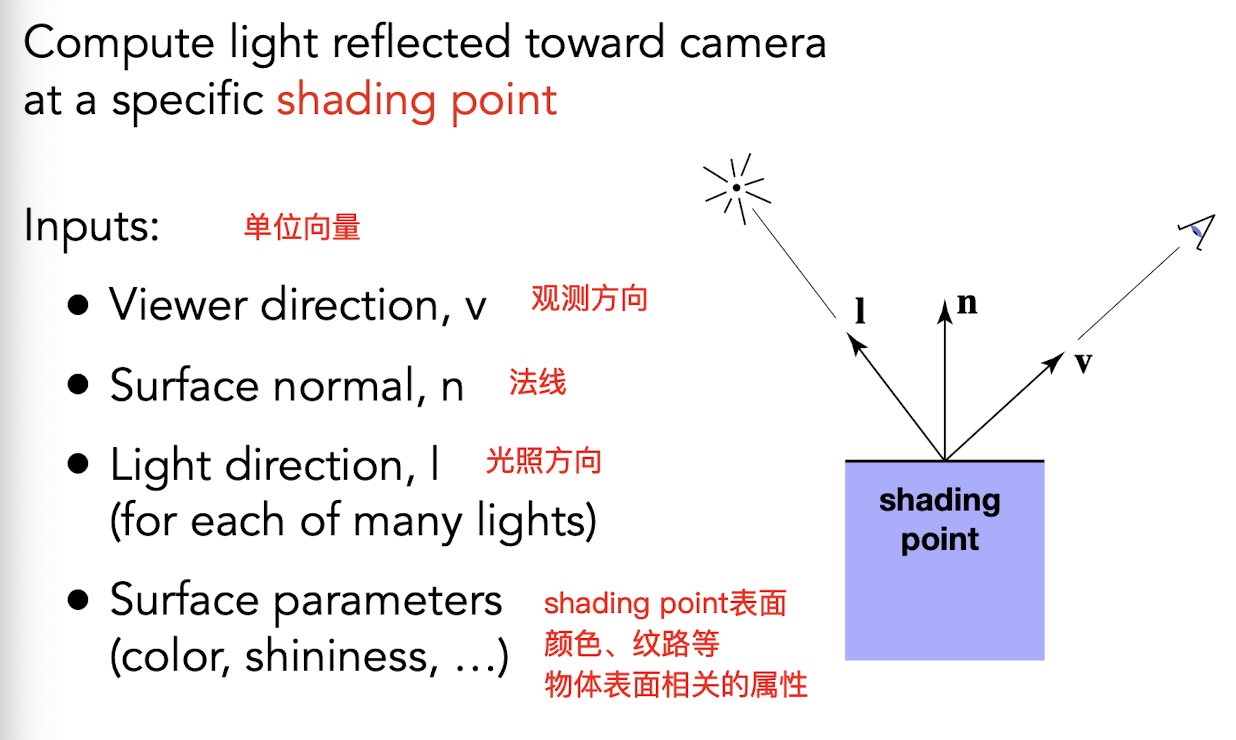 Compute light reflected toward camera
at a specific shading point
Inputs: 单位向量
• Viewer direction, v 观测方向
• Surface normal, n 法线
• Light direction, l 光照方向
(for each of many lights)
• Surface parameters
(color, shininess, …)
shading point表面
颜色、纹路等
物体表面相关的属性
l
n
v
shading
point